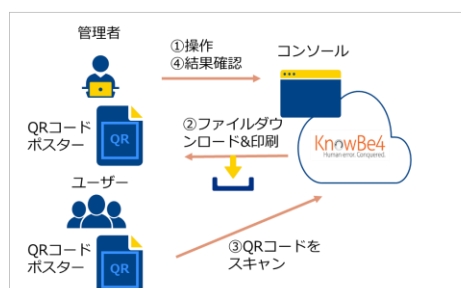 管理者
①操作
④結果確認
コンソール
QRコード
ポスター
QR
②ファイルダウ
ンロード&印刷
KnowBe4
Human error. Conquered.
ユーザー
QRコード
ポスター
QR
③QRコードを
スキャン